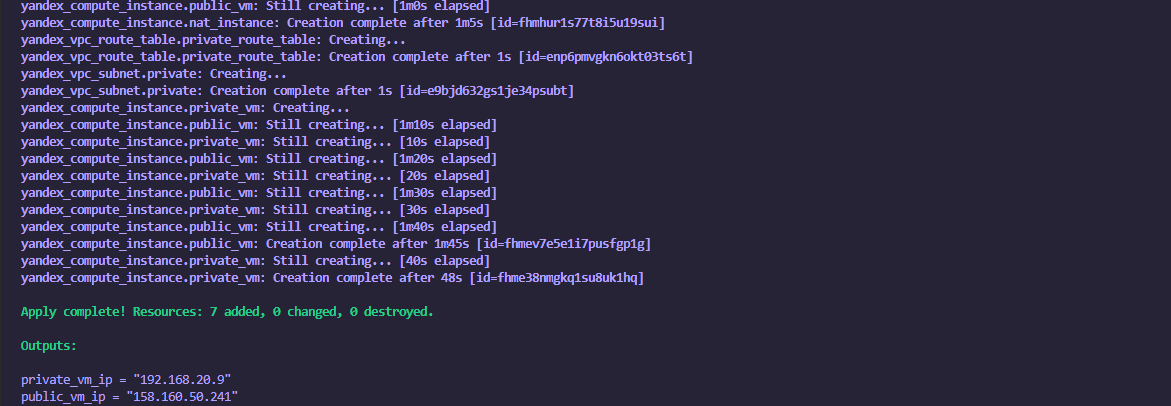 yandex_compute_instance.public_vm: Still creating... [1m0s elapsed]
yandex_compute_instance.nat_instance: Creation complete after 1m5s [id=fhmhur1s77t8i5u19sui]
yandex_vpc_route_table.private_route_table: Creating...
yandex_vpc_route_table.private_route_table: Creation complete after 1s [id=enp6pmvgkn6okt03ts6t]
yandex_vpc_subnet.private: Creating...
yandex_vpc_subnet.private: Creation complete after 1s [id=e9bjd632gs1je34psubt]
yandex_compute_instance.private_vm: Creating...
yandex_compute_instance.public_vm: Still creating... [1m10s elapsed]
yandex_compute_instance.private_vm: Still creating... [10s elapsed]
yandex_compute_instance.public_vm: Still creating... [1m20s elapsed]
yandex_compute_instance.private_vm: Still creating... [20s elapsed]
yandex_compute_instance.public_vm: Still creating... [1m30s elapsed]
yandex_compute_instance.private_vm: Still creating... [30s elapsed]
yandex_compute_instance.public_vm: Still creating... [1m40s elapsed]
yandex_compute_instance.public_vm: Creation complete after 1m45s [id=fhmev7e5e1i7pusfgp1g]
yandex_compute_instance.private_vm: Still creating... [40s elapsed]
yandex_compute_instance.private_vm: Creation complete after 48s [id=fhme38nmgkq1su8uk1hq]
Apply complete! Resources: 7 added, 0 changed, 0 destroyed.
Outputs:
private_vm_ip = "192.168.20.9"
public_vm_ip = "158.160.50.241"